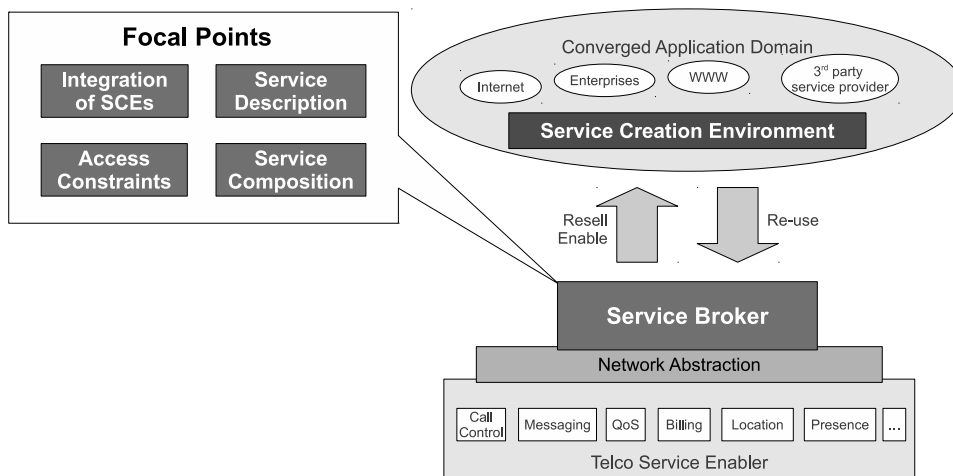 Focal Points
Integration
of SCEs
Service
Description
Access
Constraints
Service
Composition
Converged Application Domain
Internet
Enterprises
WWW
3rd party
service provider
Service Creation Environment
Resell
Enable
Re-use
Service Broker
Network Abstraction
Call
Control
Messaging
QoS
Billing
Location
Presence
...
Telco Service Enabler